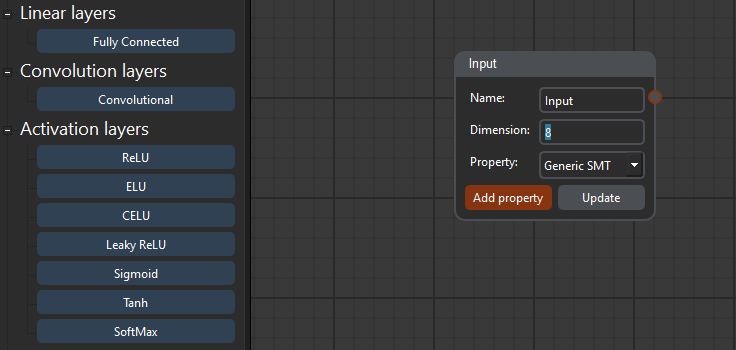 - Linear layers
Fully Connected
- Convolution layers
Convolutional
- Activation layers
ReLU
ELU
CELU
Leaky ReLU
Sigmoid
Tanh
SoftMax
Input
Name: Input
Dimension: 8
Property: Generic SMT
Add property Update